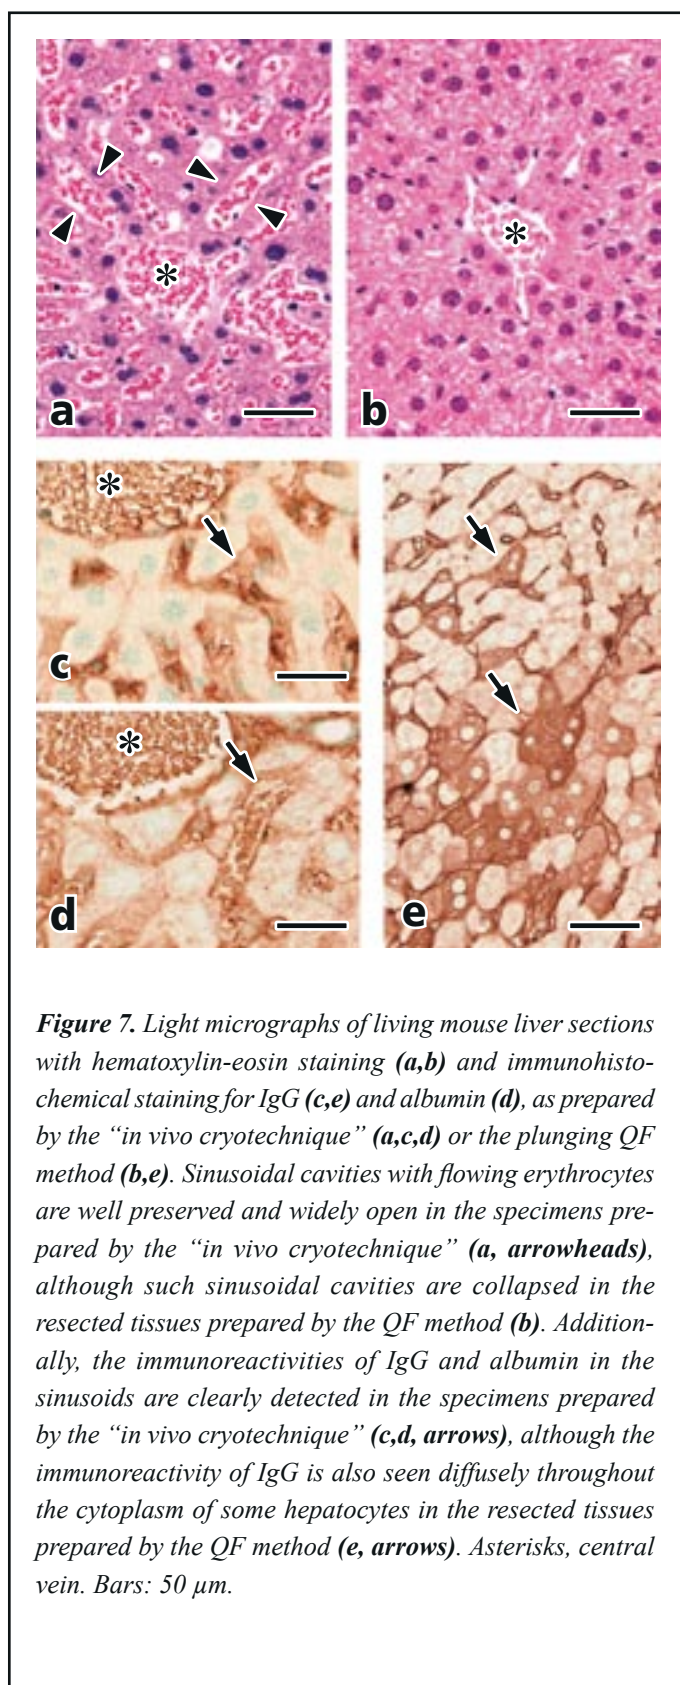 a
*
b
*
c
*
d
*
e
Figure 7. Light micrographs of living mouse liver sections
with hematoxylin-eosin staining (a,b) and immunohisto-
chemical staining for IgG (c,e) and albumin (d), as prepared
by the “in vivo cryotechnique” (a,c,d) or the plunging QF
method (b,e). Sinusoidal cavities with flowing erythrocytes
are well preserved and widely open in the specimens pre-
pared by the “in vivo cryotechnique” (a, arrowheads),
although such sinusoidal cavities are collapsed in the
resected tissues prepared by the QF method (b). Addition-
ally, the immunoreactivities of IgG and albumin in the
sinusoids are clearly detected in the specimens prepared
by the “in vivo cryotechnique” (c,d, arrows), although the
immunoreactivity of IgG is also seen diffusely throughout
the cytoplasm of some hepatocytes in the resected tissues
prepared by the QF method (e, arrows). Asterisks, central
vein. Bars: 50 µm.